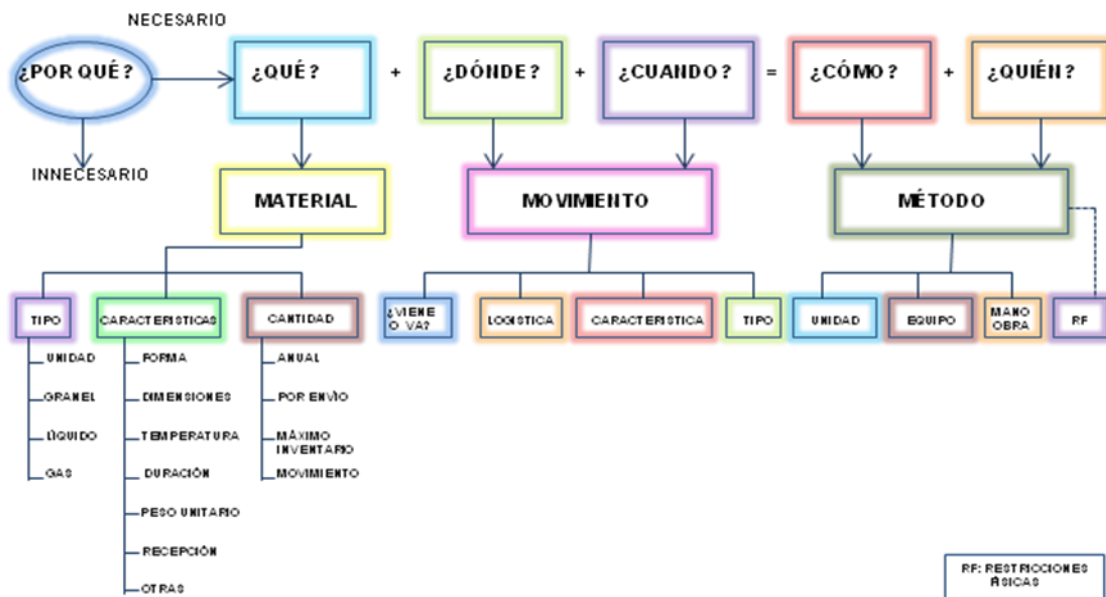 NECESARIO
¿POR QUÉ?
¿QUÉ?
+
¿DÓNDE?
+
¿CUANDO?
=
¿CÓMO?
+
¿QUIÉN?
INNECESARIO
MATERIAL
MOVIMIENTO
MÉTODO
TIPO
CARACTERISTICAS
CANTIDAD
¿VIENE
O VA?
LOGISTICA
CARACTERISTICA
TIPO
UNIDAD
EQUIPO
MANO
OBRA
RF
UNIDAD
GRANEL
LÍQUIDO
GAS
FORMA
DIMENSIONES
TEMPERATURA
DURACIÓN
PESO UNITARIO
RECEPCIÓN
OTRAS
ANUAL
POR ENVÌO
MÁXIMO
INVENTARIO
MOVIMIENTO
RF: RESTRICCIONES
FÍSICAS